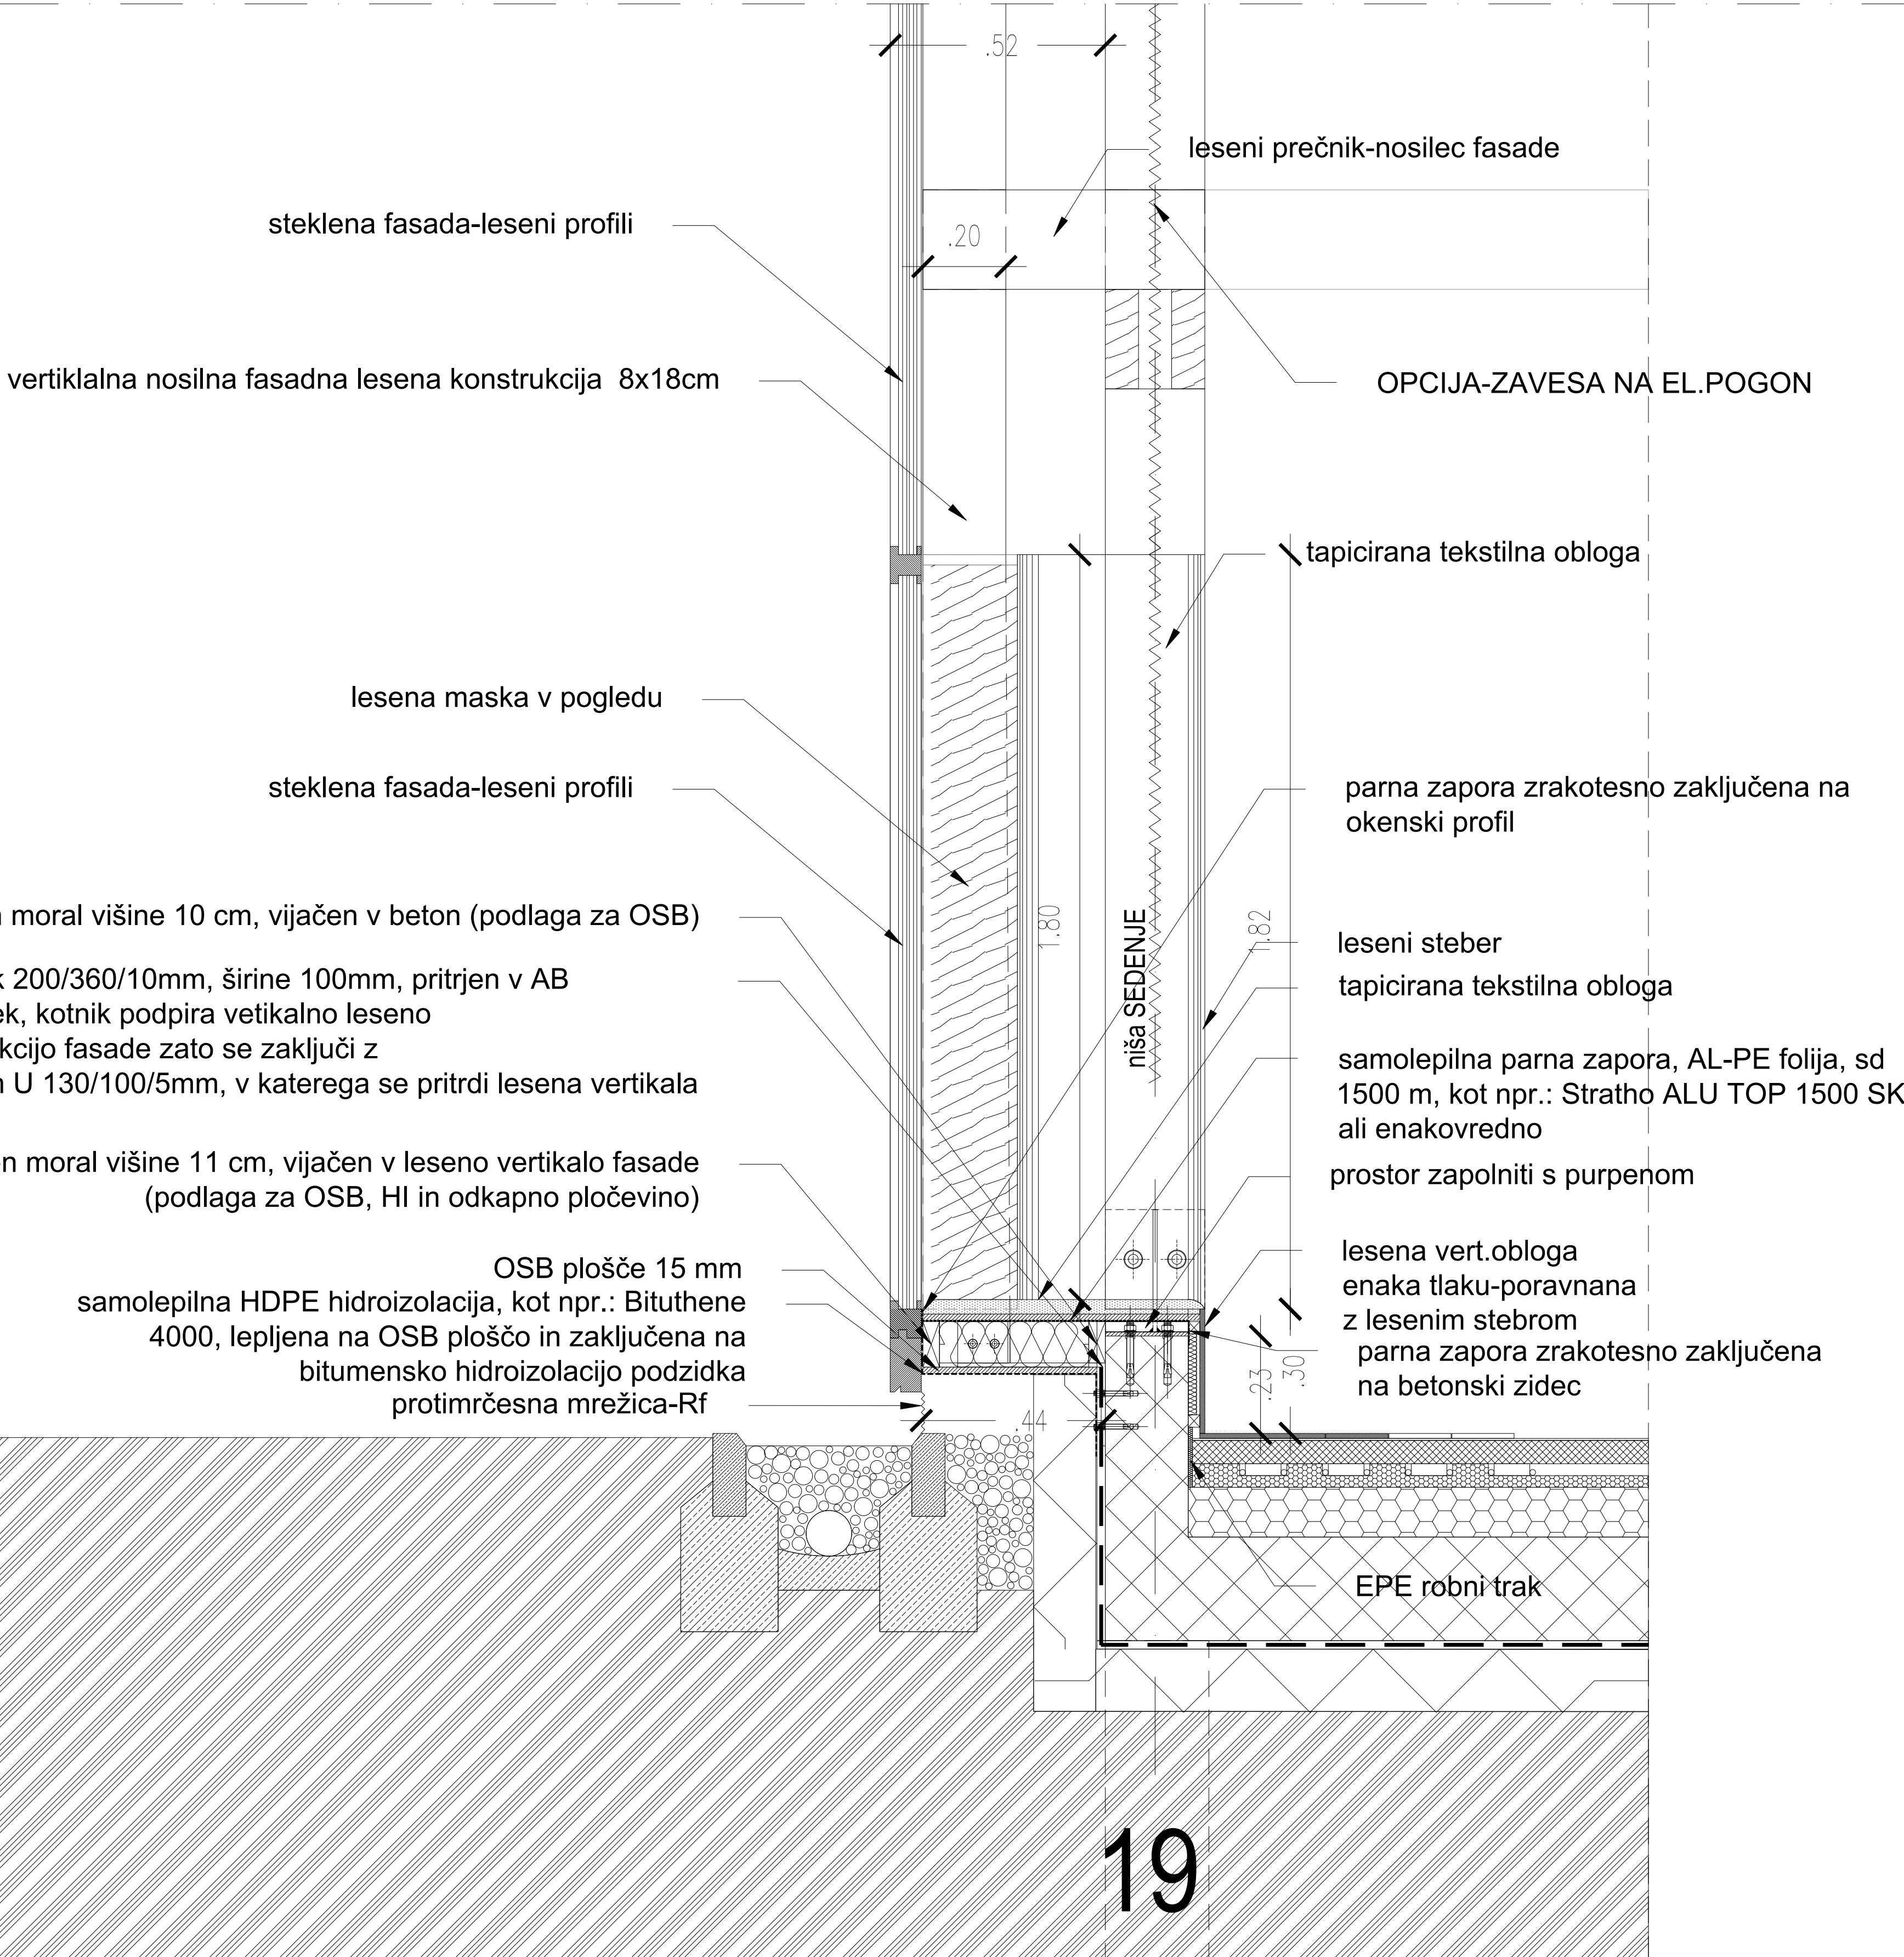 .52
leseni prečnik-nosilec fasade
steklena fasada-leseni profili
.20
vertiklalna nosilna fasadna lesena konstrukcija 8x18cm
OPCIJA-ZAVESA NA EL.POGON
tapicirana tekstilna obloga
lesena maska v pogledu
steklena fasada-leseni profili
parna zapora zrakotesno zaključena na
okenski profil
moral višine 10 cm, vijačen v beton (podlaga za OSB)
1.80
niša SEDENJE
1.82
leseni steber
k 200/360/10mm, širine 100mm, pritrjen v AB
ek, kotnik podpira vetikalno leseno
kcijo fasade zato se zaključi z
U 130/100/5mm, v katerega se pritrdi lesena vertikala
tapicirana tekstilna obloga
samolepilna parna zapora, AL-PE folija, sd
1500 m, kot npr.: Stratho ALU TOP 1500 SK
ali enakovredno
en moral višine 11 cm, vijačen v leseno vertikalo fasade
(podlaga za OSB, HI in odkapno pločevino)
prostor zapolniti s purpenom
OSB plošče 15 mm
samolepilna HDPE hidroizolacija, kot npr.: Bituthene
4000, lepljena na OSB ploščo in zaključena na
bitumensko hidroizolacijo podzidka
protimrčesna mrežica-Rf
lesena vert.obloga
enaka tlaku-poravnana
z lesenim stebrom
parna zapora zrakotesno zaključena
na betonski zidec
.23
.30
.44
EPE robni trak
19